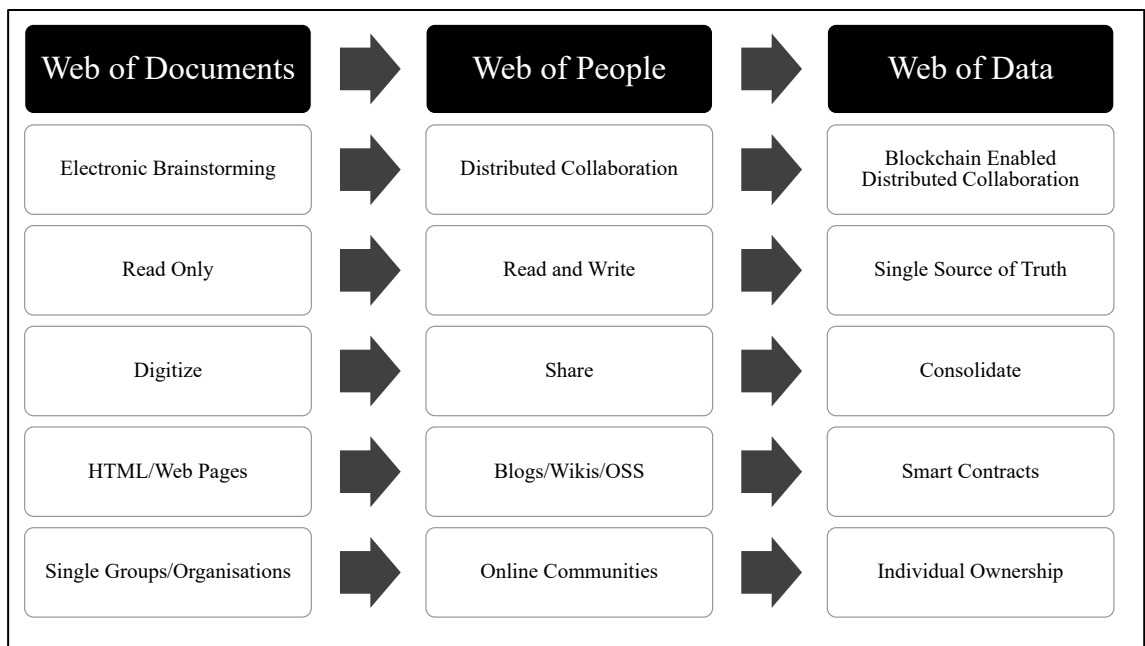 Web of Documents
Web of People
Web of Data
Electronic Brainstorming
Distributed Collaboration
Blockchain Enabled
Distributed Collaboration
Read Only
Read and Write
Single Source of Truth
Digitize
Share
Consolidate
HTML/Web Pages
Blogs/Wikis/OSS
Smart Contracts
Single Groups/Organisations
Online Communities
Individual Ownership